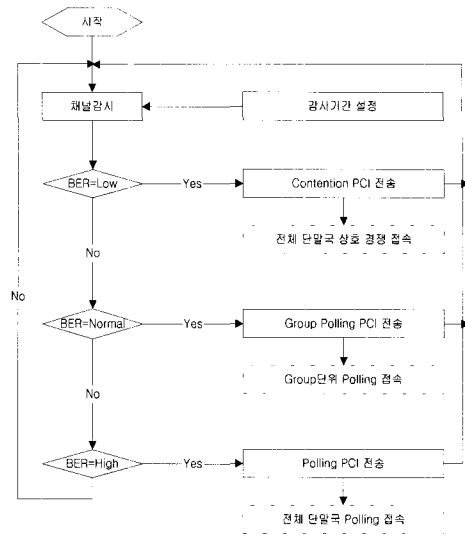 시작
채널감시
감사기간 설정
BER=Low
Yes
Contention PCI 전송
전체 단말국 상호 경쟁 접속
No
No
BER=Normal
Yes
Group Polling PCI 전송
Group단위 Polling 접속
No
BER=High
Yes
Polling PCI 전송
전체 단말국 Polling 접속